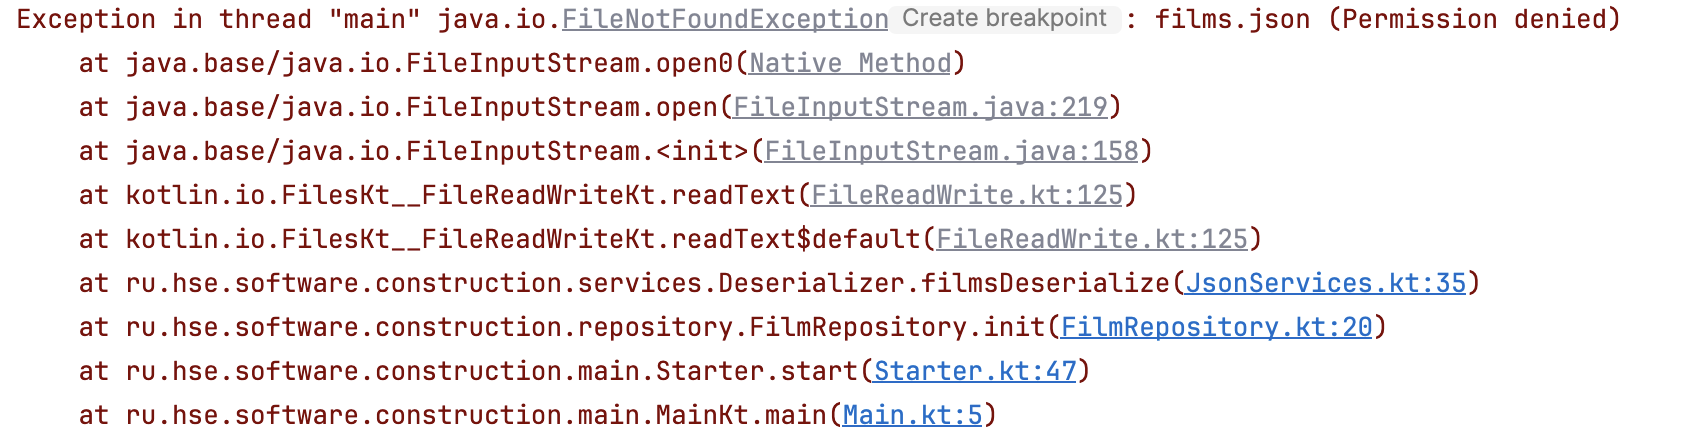 Exception in thread "main" java.io.FileNotFoundException Create breakpoint : films.json (Permission denied)
at java.base/java.io.FileInputStream.open0(Native Method)
at java.base/java.io.FileInputStream.open(FileInputStream.java:219)
at java.base/java.io.FileInputStream.<init>(FileInputStream.java:158)
at kotlin.io.FilesKt__FileReadWriteKt.readText(FileReadWrite.kt:125)
at kotlin.io.FilesKt__FileReadWriteKt.readText$default(FileReadWrite.kt:125)
at ru.hse.software.construction.services.Deserializer.filmsDeserialize(JsonServices.kt:35)
at ru.hse.software.construction.repository.FilmRepository.init(FilmRepository.kt:20)
at ru.hse.software.construction.main.Starter.start(Starter.kt:47)
at ru.hse.software.construction.main.MainKt.main(Main.kt:5)